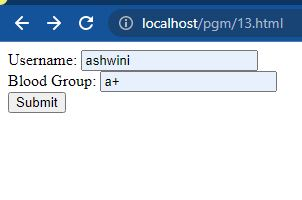 localhost/pgm/13.html
Username: ashwini
Blood Group: a+
Submit